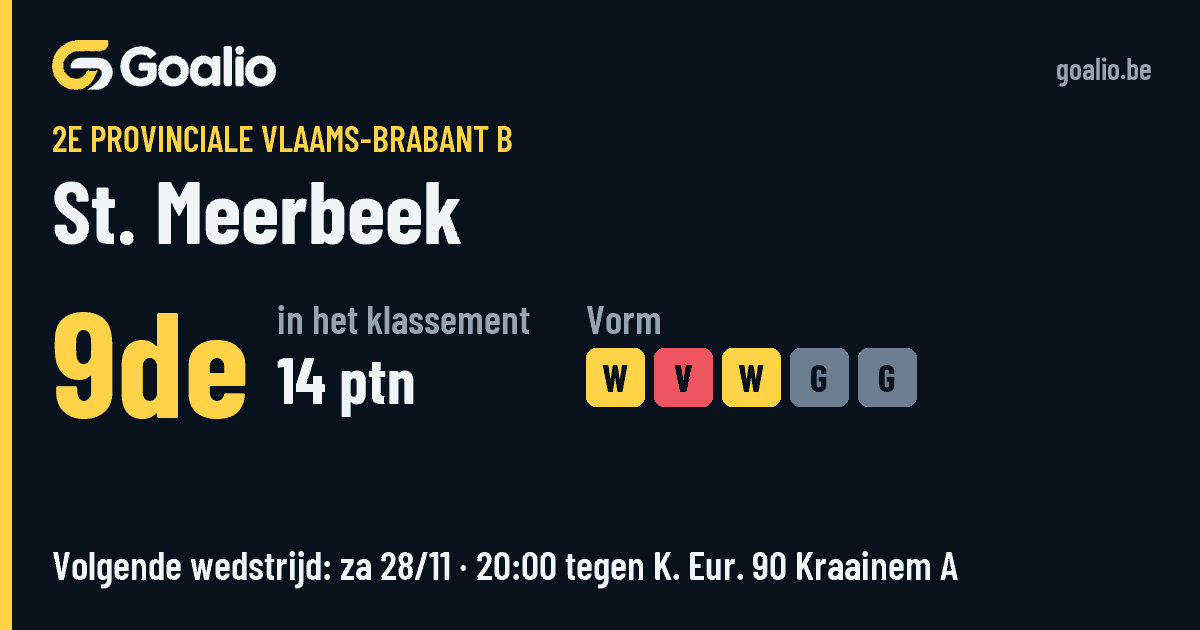 Goalio
goalio.be
2E PROVINCIALE VLAAMS-BRABANT B
St. Meerbeek
9de
in het klassement
14 ptn
Vorm
W V W G G
Volgende wedstrijd: za 28/11 · 20:00 tegen K. Eur. 90 Kraainem A